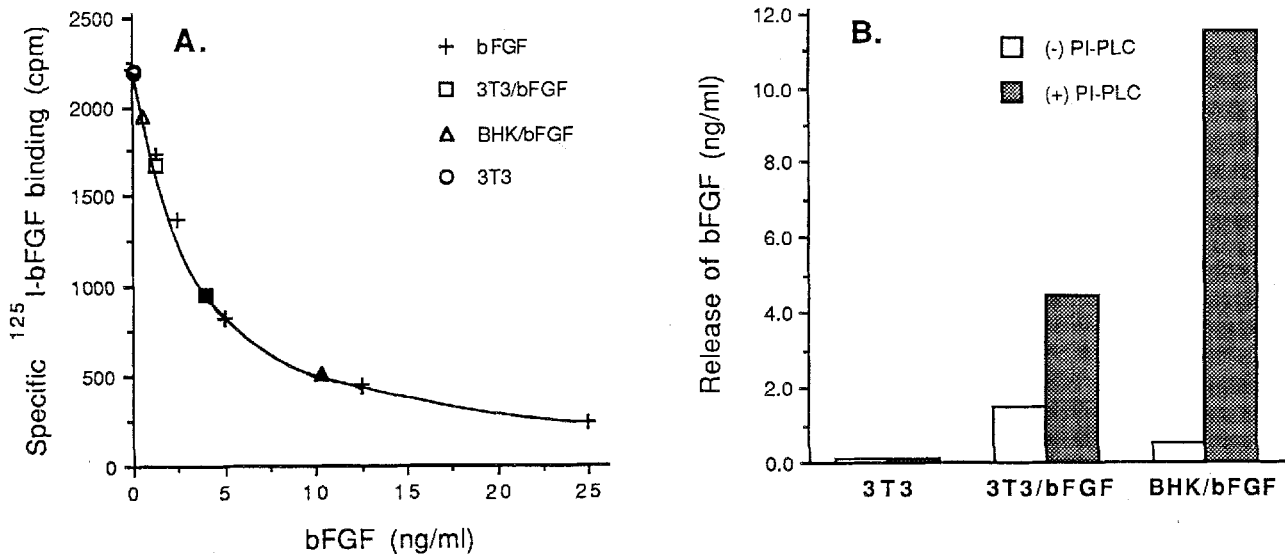 A.
Specific 125 I-bFGF binding (cpm)
2500
2000
1500
1000
500
0
bFGF
3T3/bFGF
BHK/bFGF
3T3
0 5 10 15 20 25
bFGF (ng/ml)
B.
Release of bFGF (ng/ml)
12.0
10.0
8.0
6.0
4.0
2.0
0.0
(-) PI-PLC
(+) PI-PLC
3T3 3T3/bFGF BHK/bFGF